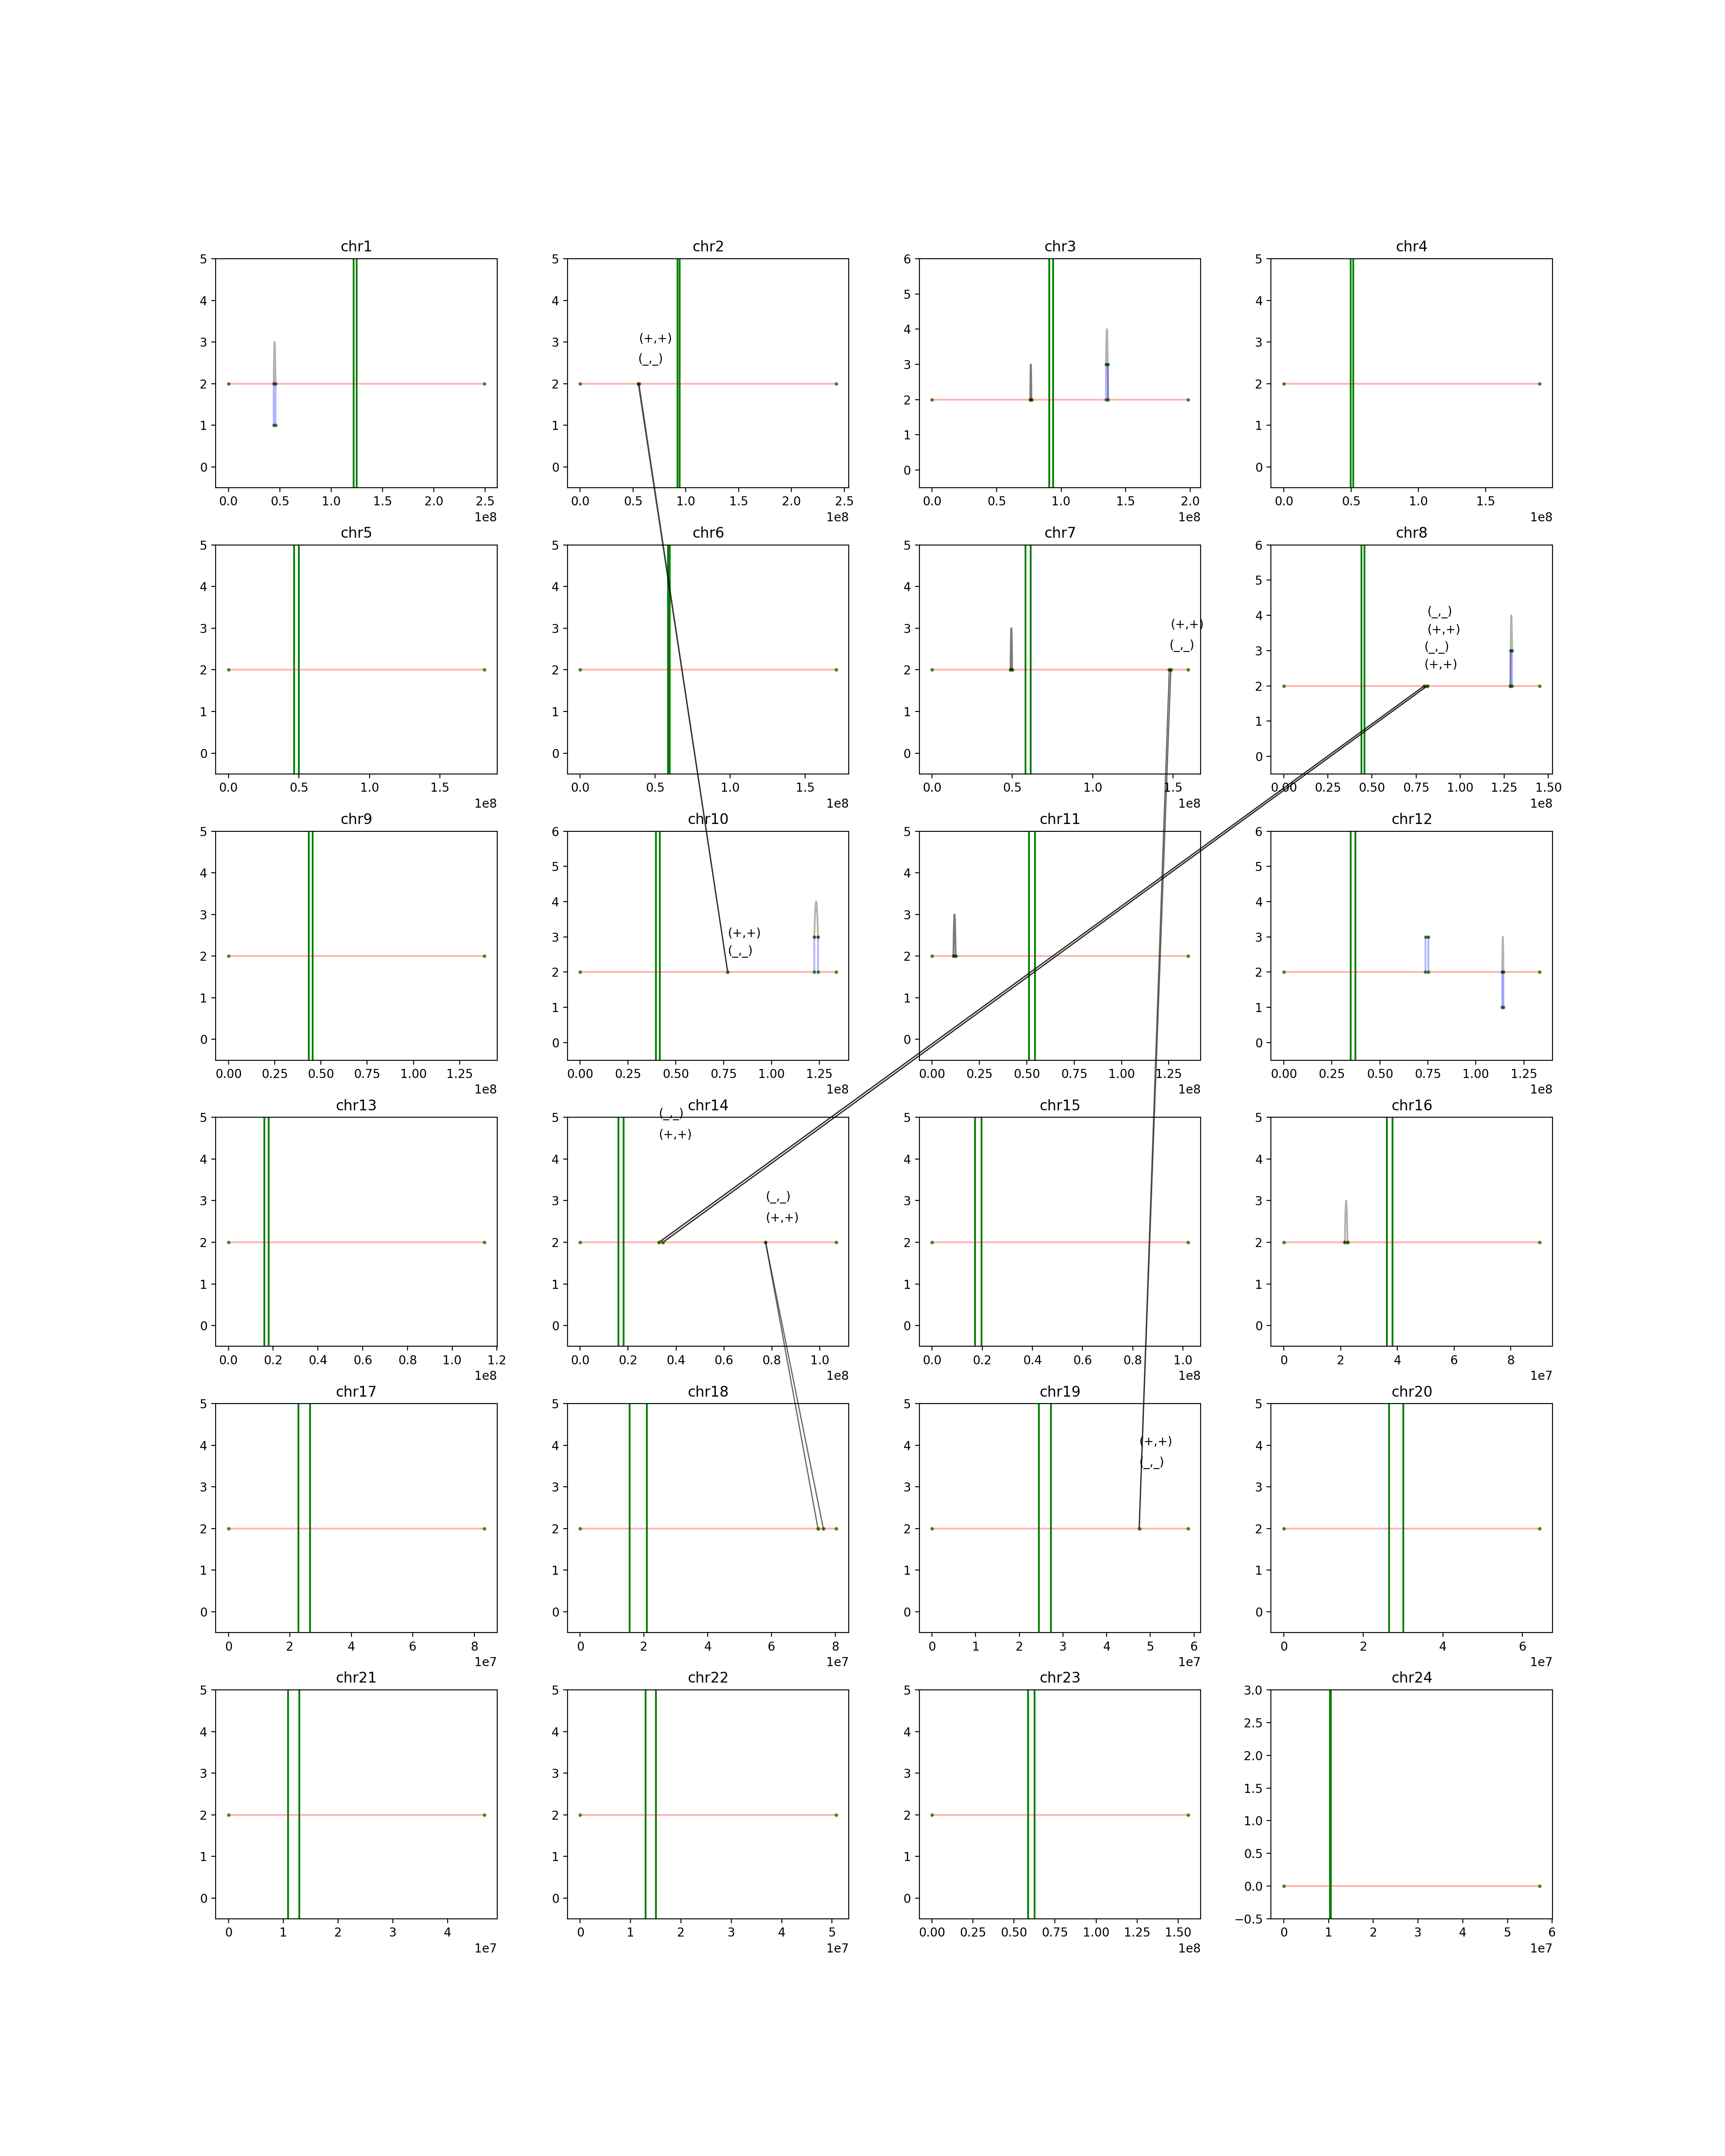 chr1 chr2 chr3 chr4
5 5 6 5
4 (+,+) 4 5 4
3 (_,_) 3 4 3
2 2 3 2
1 1 2 1
0 0 1 0
0
0.0 0.5 1.0 1.5 2.0 2.5 0.0 0.5 1.0 1.5 2.0 2.5 0.0 0.5 1.0 1.5 2.0 0.0 0.5 1.0 1.5
1e8 1e8 1e8 1e8
chr5 chr6 chr7 chr8
5 5 5 6
4 4 4 5
3 3 3 (+,+) 4 (_,_)
2 2 2 (_,_) 3 (+,+)
1 1 1 2 (_,_)
0 0 0 1 (+,+)
0
0.0 0.5 1.0 1.5 0.0 0.5 1.0 1.5 0.0 0.5 1.0 1.5 0.25 0.50 0.75 1.00 1.25 1.50
1e8 1e8 1e8 1e8
chr9 chr10 chr11 chr12
5 6 5 6
4 5 4 5
3 4 3 4
2 3 (+,+) 2 3
1 2 (_,_) 1 2
0 1 0 1
0 0
0.00 0.25 0.50 0.75 1.00 1.25 0.00 0.25 0.50 0.75 1.00 1.25 0.00 0.25 0.50 0.75 1.00 1.25 0.00 0.25 0.50 0.75 1.00 1.25
1e8 1e8 1e8 1e8
chr13 chr14 chr15 chr16
5 5 (_,_) 5 5
4 4 (+,+) 4 4
3 3 (_,_) 3 3
2 2 (+,+) 2 2
1 1 1 1
0 0 0 0
0.0 0.2 0.4 0.6 0.8 1.0 1.2 0.0 0.2 0.4 0.6 0.8 1.0 0.0 0.2 0.4 0.6 0.8 1.0 0 2 4 6 8
1e8 1e8 1e8 1e7
chr17 chr18 chr19 chr20
5 5 5 5
4 4 4 (+,+) 4
3 3 3 (_,_) 3
2 2 2 2
1 1 1 1
0 0 0 0
0 2 4 6 8 0 2 4 6 8 0 1 2 3 4 5 6 0 2 4 6
1e7 1e7 1e7 1e7
chr21 chr22 chr23 chr24
5 5 5 3.0
4 4 4 2.5
3 3 3 2.0
2 2 2 1.5
1 1 1 1.0
0 0 0 0.5
0.0
−0.5
0 1 2 3 4 0 1 2 3 4 5 0.00 0.25 0.50 0.75 1.00 1.25 1.50 0 1 2 3 4 5 6
1e7 1e7 1e8 1e7